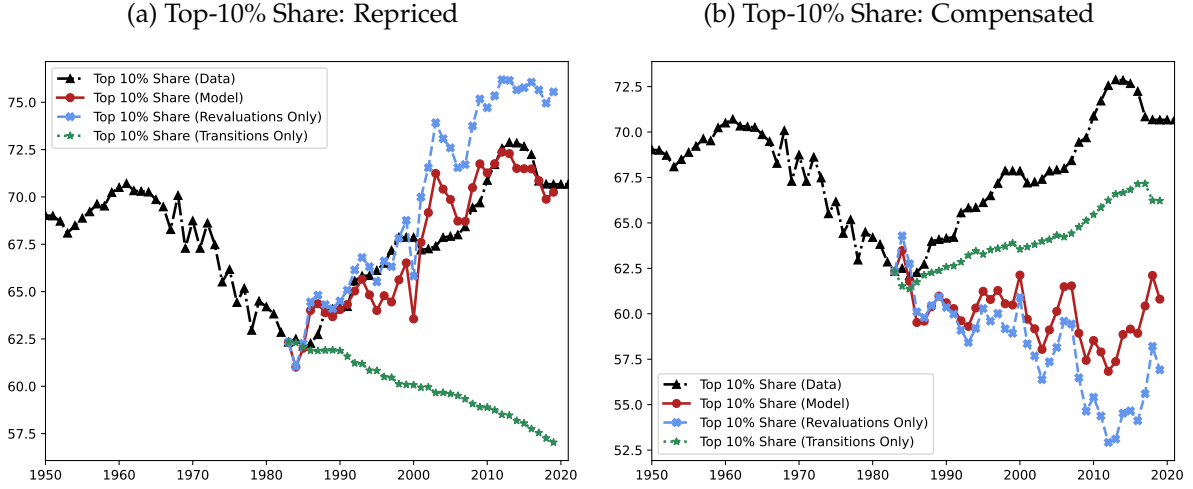 (a) Top-10% Share: Repriced
Top 10% Share (Data)
Top 10% Share (Model)
Top 10% Share (Revaluations Only)
Top 10% Share (Transitions Only)
75.0
72.5
70.0
67.5
65.0
62.5
60.0
57.5
1950 1960 1970 1980 1990 2000 2010 2020
(b) Top-10% Share: Compensated
72.5
70.0
67.5
65.0
62.5
60.0
57.5
55.0
52.5
Top 10% Share (Data)
Top 10% Share (Model)
Top 10% Share (Revaluations Only)
Top 10% Share (Transitions Only)
1950 1960 1970 1980 1990 2000 2010 2020